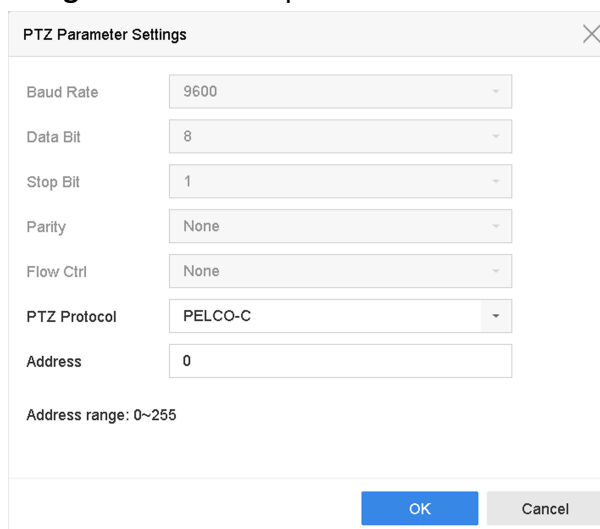 PTZ Parameter Settings
Baud Rate 9600
Data Bit 8
Stop Bit 1
Parity None
Flow Ctrl None
PTZ Protocol PELCO-C
Address 0
Address range: 0~255
OK Cancel